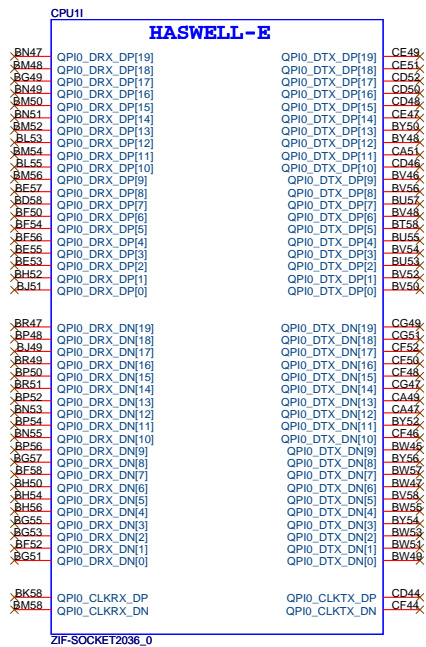 CPU1I
HASWELL-E
BN47 QPI0_DRX_DP[19] QPI0_DTX_DP[19] CE49
BM48 QPI0_DRX_DP[18] QPI0_DTX_DP[18] CE51
BG49 QPI0_DRX_DP[17] QPI0_DTX_DP[17] CD52
BN49 QPI0_DRX_DP[16] QPI0_DTX_DP[16] CD50
BM50 QPI0_DRX_DP[15] QPI0_DTX_DP[15] CD48
BN51 QPI0_DRX_DP[14] QPI0_DTX_DP[14] CE47
BM52 QPI0_DRX_DP[13] QPI0_DTX_DP[13] BY50
BL53 QPI0_DRX_DP[12] QPI0_DTX_DP[12] BY48
BM54 QPI0_DRX_DP[11] QPI0_DTX_DP[11] CA51
BL55 QPI0_DRX_DP[10] QPI0_DTX_DP[10] CD46
BM56 QPI0_DRX_DP[9] QPI0_DTX_DP[9] BV46
BE57 QPI0_DRX_DP[8] QPI0_DTX_DP[8] BV56
BD58 QPI0_DRX_DP[7] QPI0_DTX_DP[7] BU57
BF50 QPI0_DRX_DP[6] QPI0_DTX_DP[6] BV48
BF54 QPI0_DRX_DP[5] QPI0_DTX_DP[5] BT58
BF56 QPI0_DRX_DP[4] QPI0_DTX_DP[4] BU55
BE55 QPI0_DRX_DP[3] QPI0_DTX_DP[3] BV54
BE53 QPI0_DRX_DP[2] QPI0_DTX_DP[2] BU53
BH52 QPI0_DRX_DP[1] QPI0_DTX_DP[1] BV52
BJ51 QPI0_DRX_DP[0] QPI0_DTX_DP[0] BV50
BR47 QPI0_DRX_DN[19] QPI0_DTX_DN[19] CG49
BP48 QPI0_DRX_DN[18] QPI0_DTX_DN[18] CG51
BJ49 QPI0_DRX_DN[17] QPI0_DTX_DN[17] CF52
BR49 QPI0_DRX_DN[16] QPI0_DTX_DN[16] CF50
BP50 QPI0_DRX_DN[15] QPI0_DTX_DN[15] CF48
BR51 QPI0_DRX_DN[14] QPI0_DTX_DN[14] CG47
BP52 QPI0_DRX_DN[13] QPI0_DTX_DN[13] CA49
BN53 QPI0_DRX_DN[12] QPI0_DTX_DN[12] CA47
BP54 QPI0_DRX_DN[11] QPI0_DTX_DN[11] BY52
BN55 QPI0_DRX_DN[10] QPI0_DTX_DN[10] CF46
BP56 QPI0_DRX_DN[9] QPI0_DTX_DN[9] BW46
BG57 QPI0_DRX_DN[8] QPI0_DTX_DN[8] BY56
BF58 QPI0_DRX_DN[7] QPI0_DTX_DN[7] BW57
BH50 QPI0_DRX_DN[6] QPI0_DTX_DN[6] BW47
BH54 QPI0_DRX_DN[5] QPI0_DTX_DN[5] BV58
BH56 QPI0_DRX_DN[4] QPI0_DTX_DN[4] BW55
BG55 QPI0_DRX_DN[3] QPI0_DTX_DN[3] BY54
BG53 QPI0_DRX_DN[2] QPI0_DTX_DN[2] BW53
BF52 QPI0_DRX_DN[1] QPI0_DTX_DN[1] BW51
BG51 QPI0_DRX_DN[0] QPI0_DTX_DN[0] BW49
BK58 QPI0_CLKRX_DP QPI0_CLKTX_DP CD44
BM58 QPI0_CLKRX_DN QPI0_CLKTX_DN CF44
ZIF-SOCKET2036_0